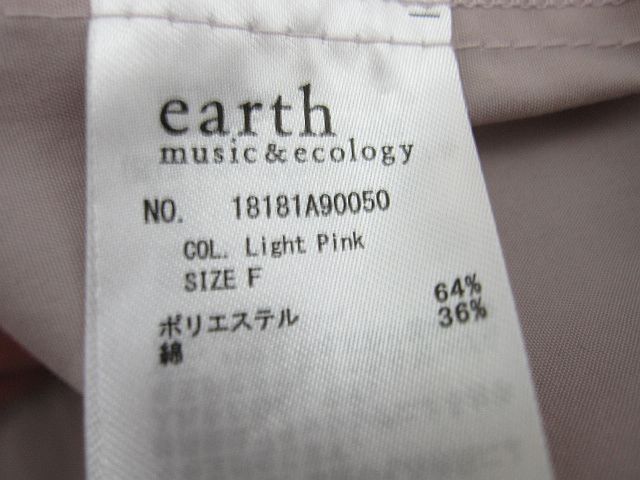 earth
music&ecology
NO. 18181A90050
COL. Light Pink
SIZE F
ポリエステル 64%
綿 36%